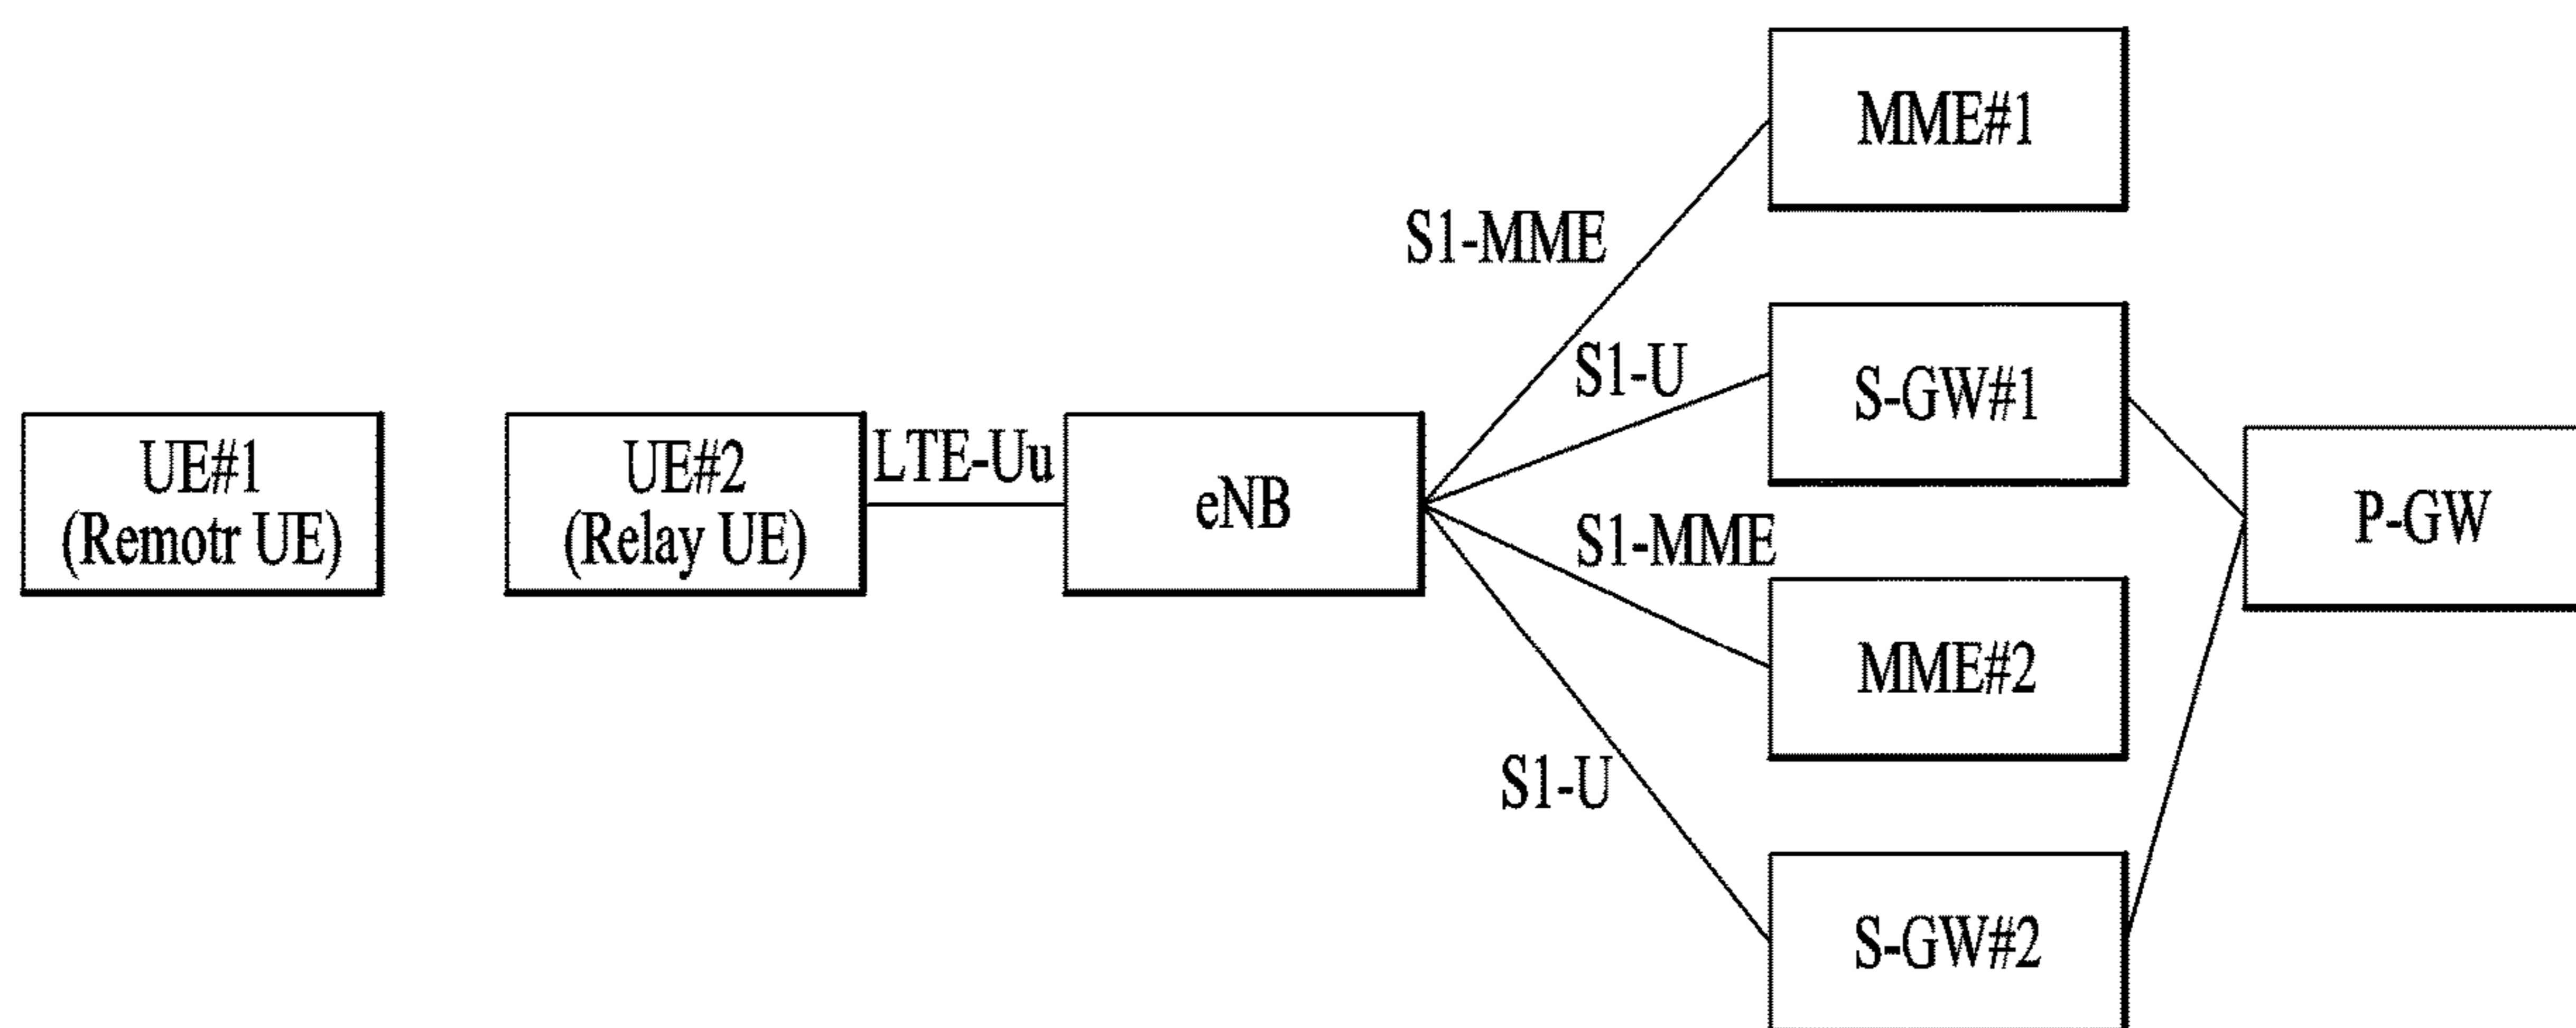 MME#1
S1-MME
S1-U
S-GW#1
UE#1
(Remotr UE)
UE#2
(Relay UE)
LTE-Uu
eNB
P-GW
S1-MME
MME#2
S1-U
S-GW#2